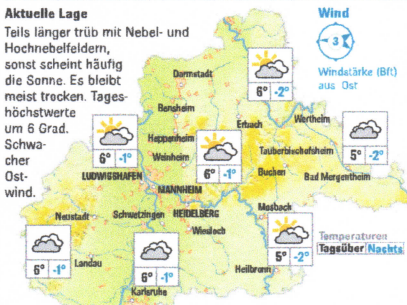 Aktuelle Lage
Teils länger trüb mit Nebel- und
Hochnebelfeldern,
sonst scheint häufig
die Sonne. Es bleibt
meist trocken. Tages-
höchstwerte
um 6 Grad.
Schwa-
cher
Ost-
wind.
Wind
3
Windstärke (Bft)
aus Ost
Darmstadt
6° -2°
Bensheim
Erbach
Wertheim
Heppenheim
6° -1°
Weinheim
6° -1°
Tauberbischofsheim
5° -2°
LUDWIGSHAFEN
Buchen
Bad Mergentheim
MANNHEIM
Neustadt
Schwetzingen
HEIDELBERG
Mosbach
Wiesloch
6° -1°
Landau
6° -1°
Karlsruhe
Heilbronn
5° -2°
Temperaturen
Tagsüber Nachts